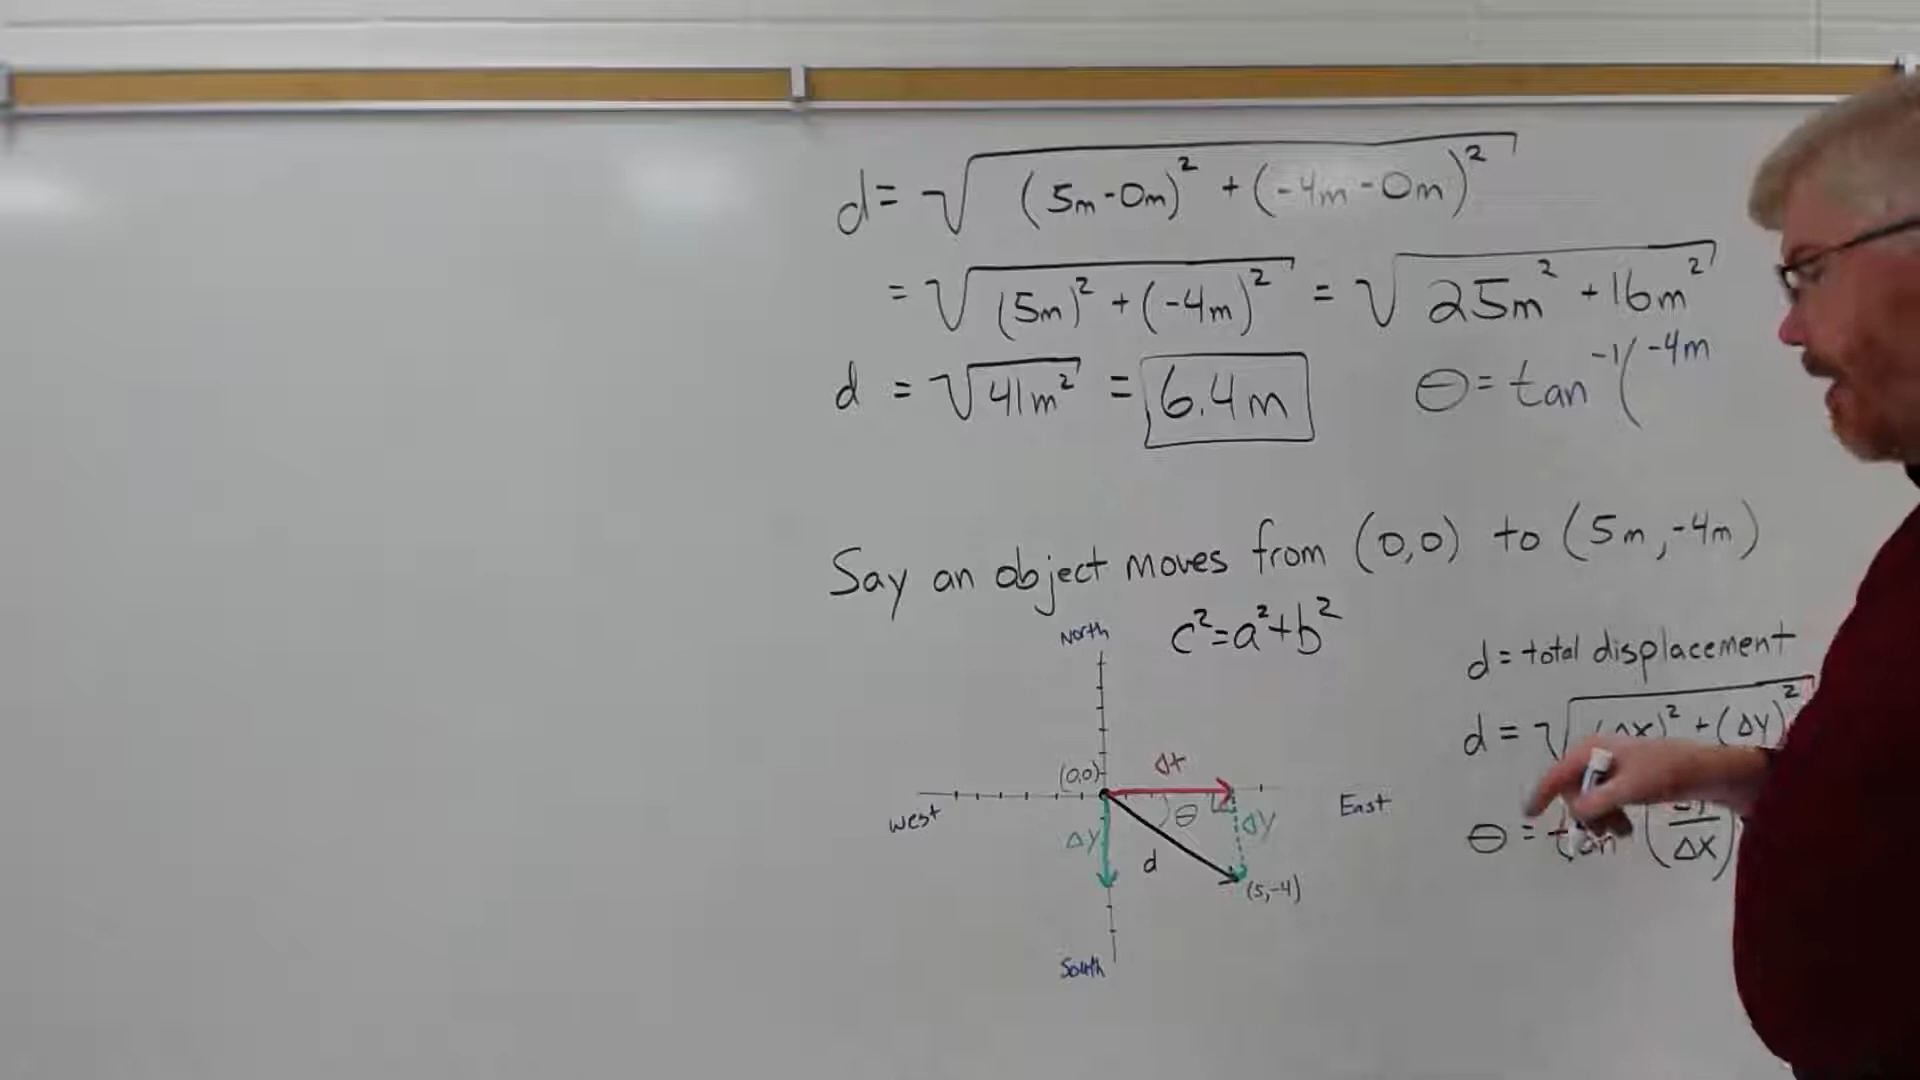 d = √((5m - 0m)² + (-4m - 0m)²)
= √((5m)² + (-4m)²) = √(25m² + 16m²)
d = √(41m²) = 6.4m
θ = tan⁻¹(-4m
Say an object moves from (0,0) to (5m, -4m)
North
c² = a² + b²
d = total displacement
d = √((Δx)² + (Δy)²
(0,0)
Δx
West
East
Δy
θ
Δy
θ = tan (Δy/Δx)
d
(5,-4)
South